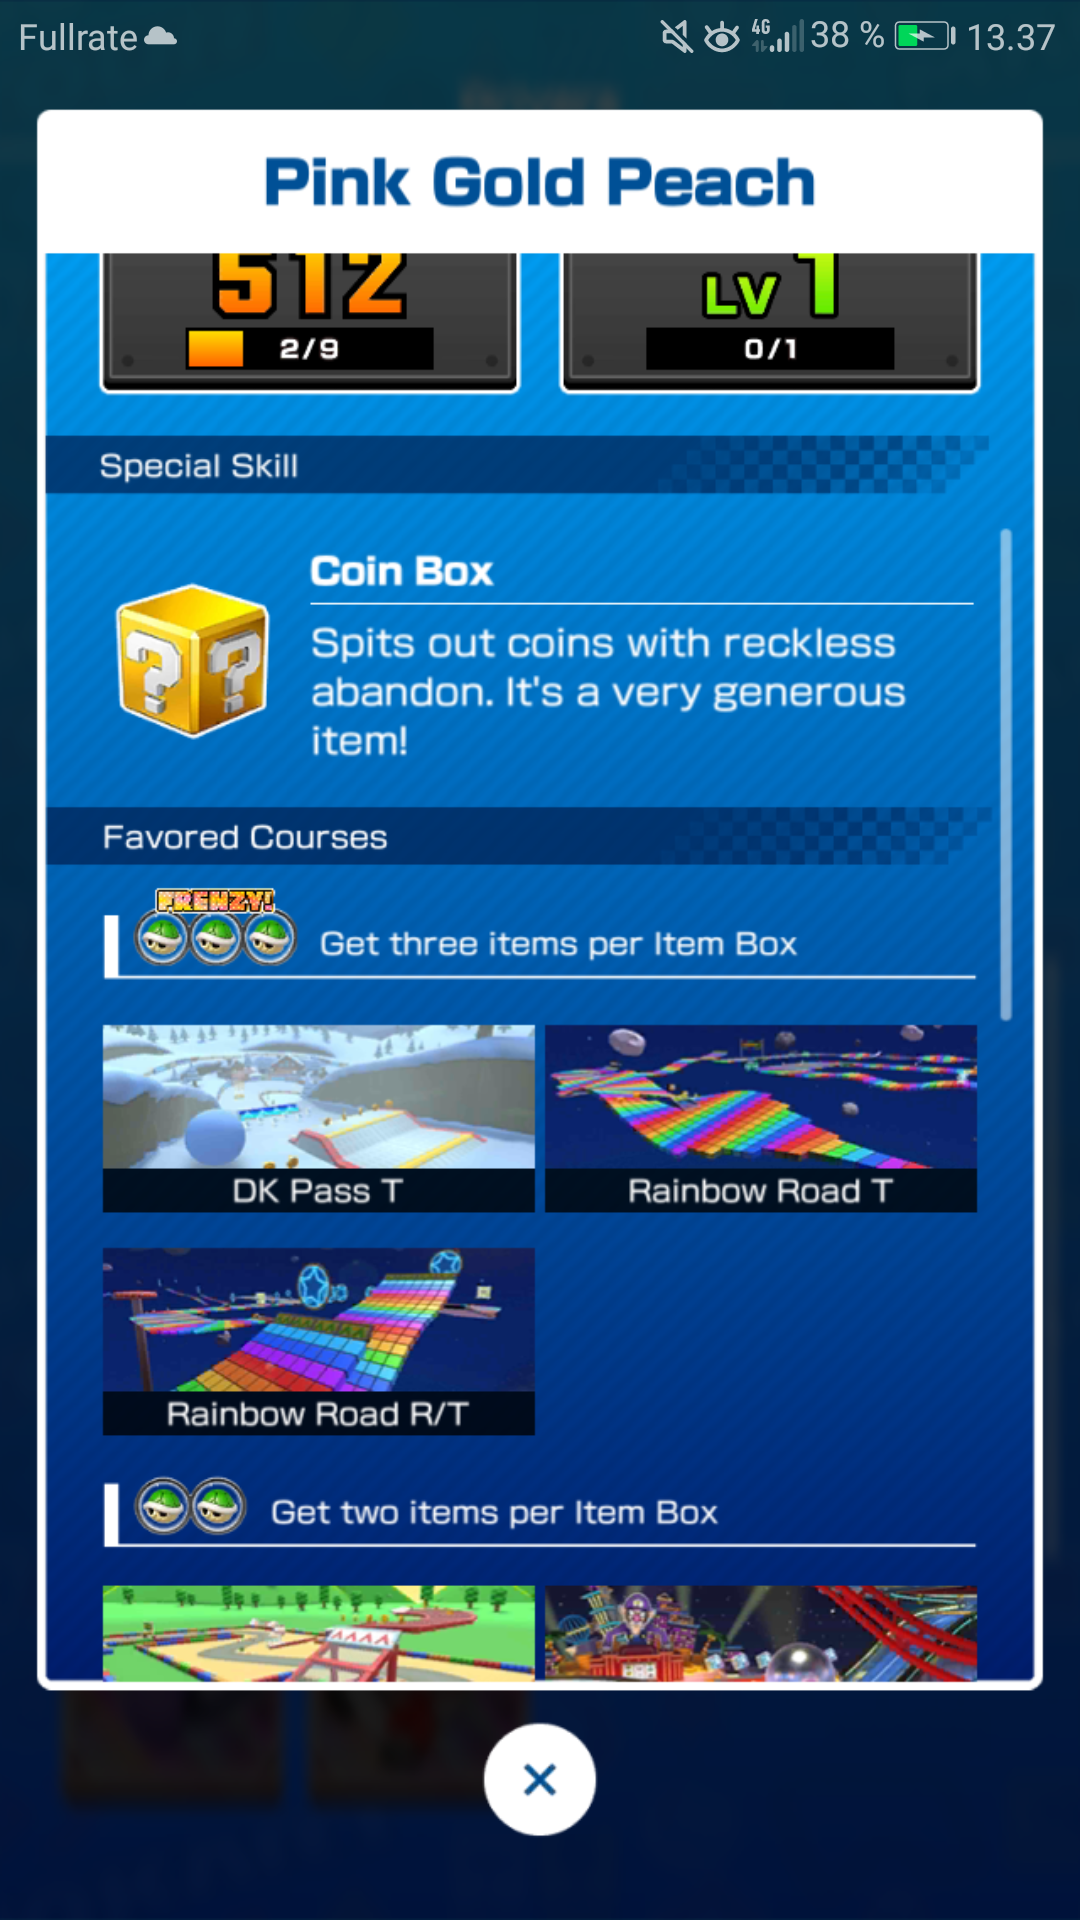 Fullrate 4G 38 % 13.37
Pink Gold Peach
512 LV 1
2/9 0/1
Special Skill
Coin Box
Spits out coins with reckless
abandon. It's a very generous
item!
Favored Courses
FRENZY!
Get three items per Item Box
DK Pass T Rainbow Road T
Rainbow Road R/T
Get two items per Item Box